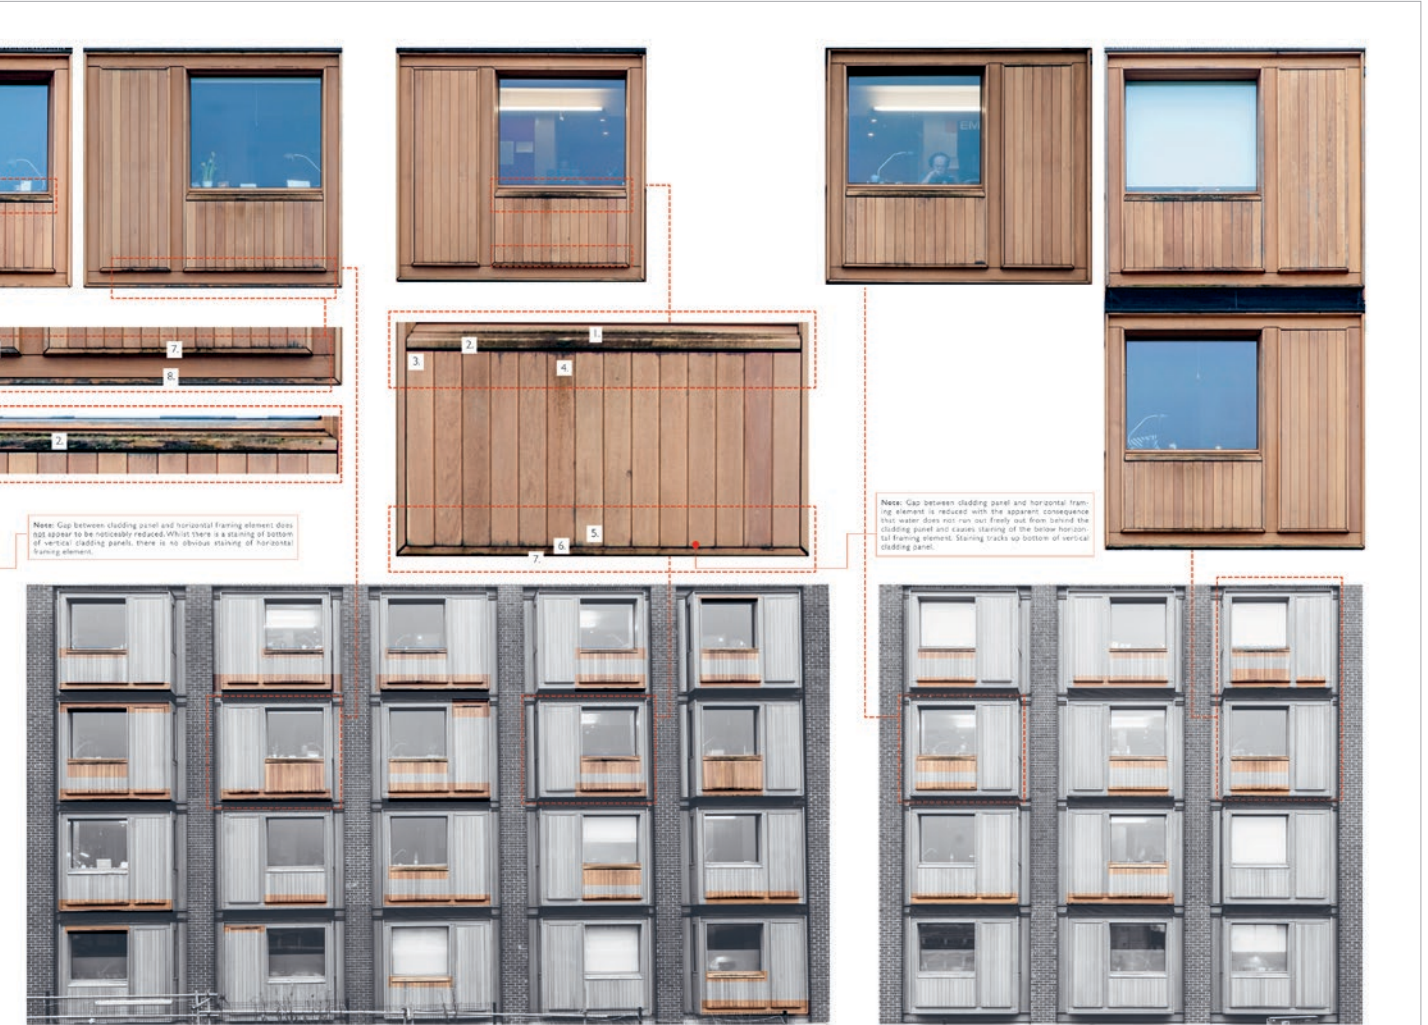 EM
1.
2.
3.
4.
7.
8.
2.
5.
6.
7.
Note: Gap between cladding panel and horizontal framing element does
not appear to be noticeably reduced. Whilst there is a staining of bottom
of vertical cladding panels, there is no obvious staining of horizontal
framing element.
Note: Gap between cladding panel and horizontal fram-
ing element is reduced with the apparent consequence
that water does not run out freely out from behind the
cladding panel and causes staining of the below horizon-
tal framing element. Staining tracks up bottom of vertical
cladding panel.